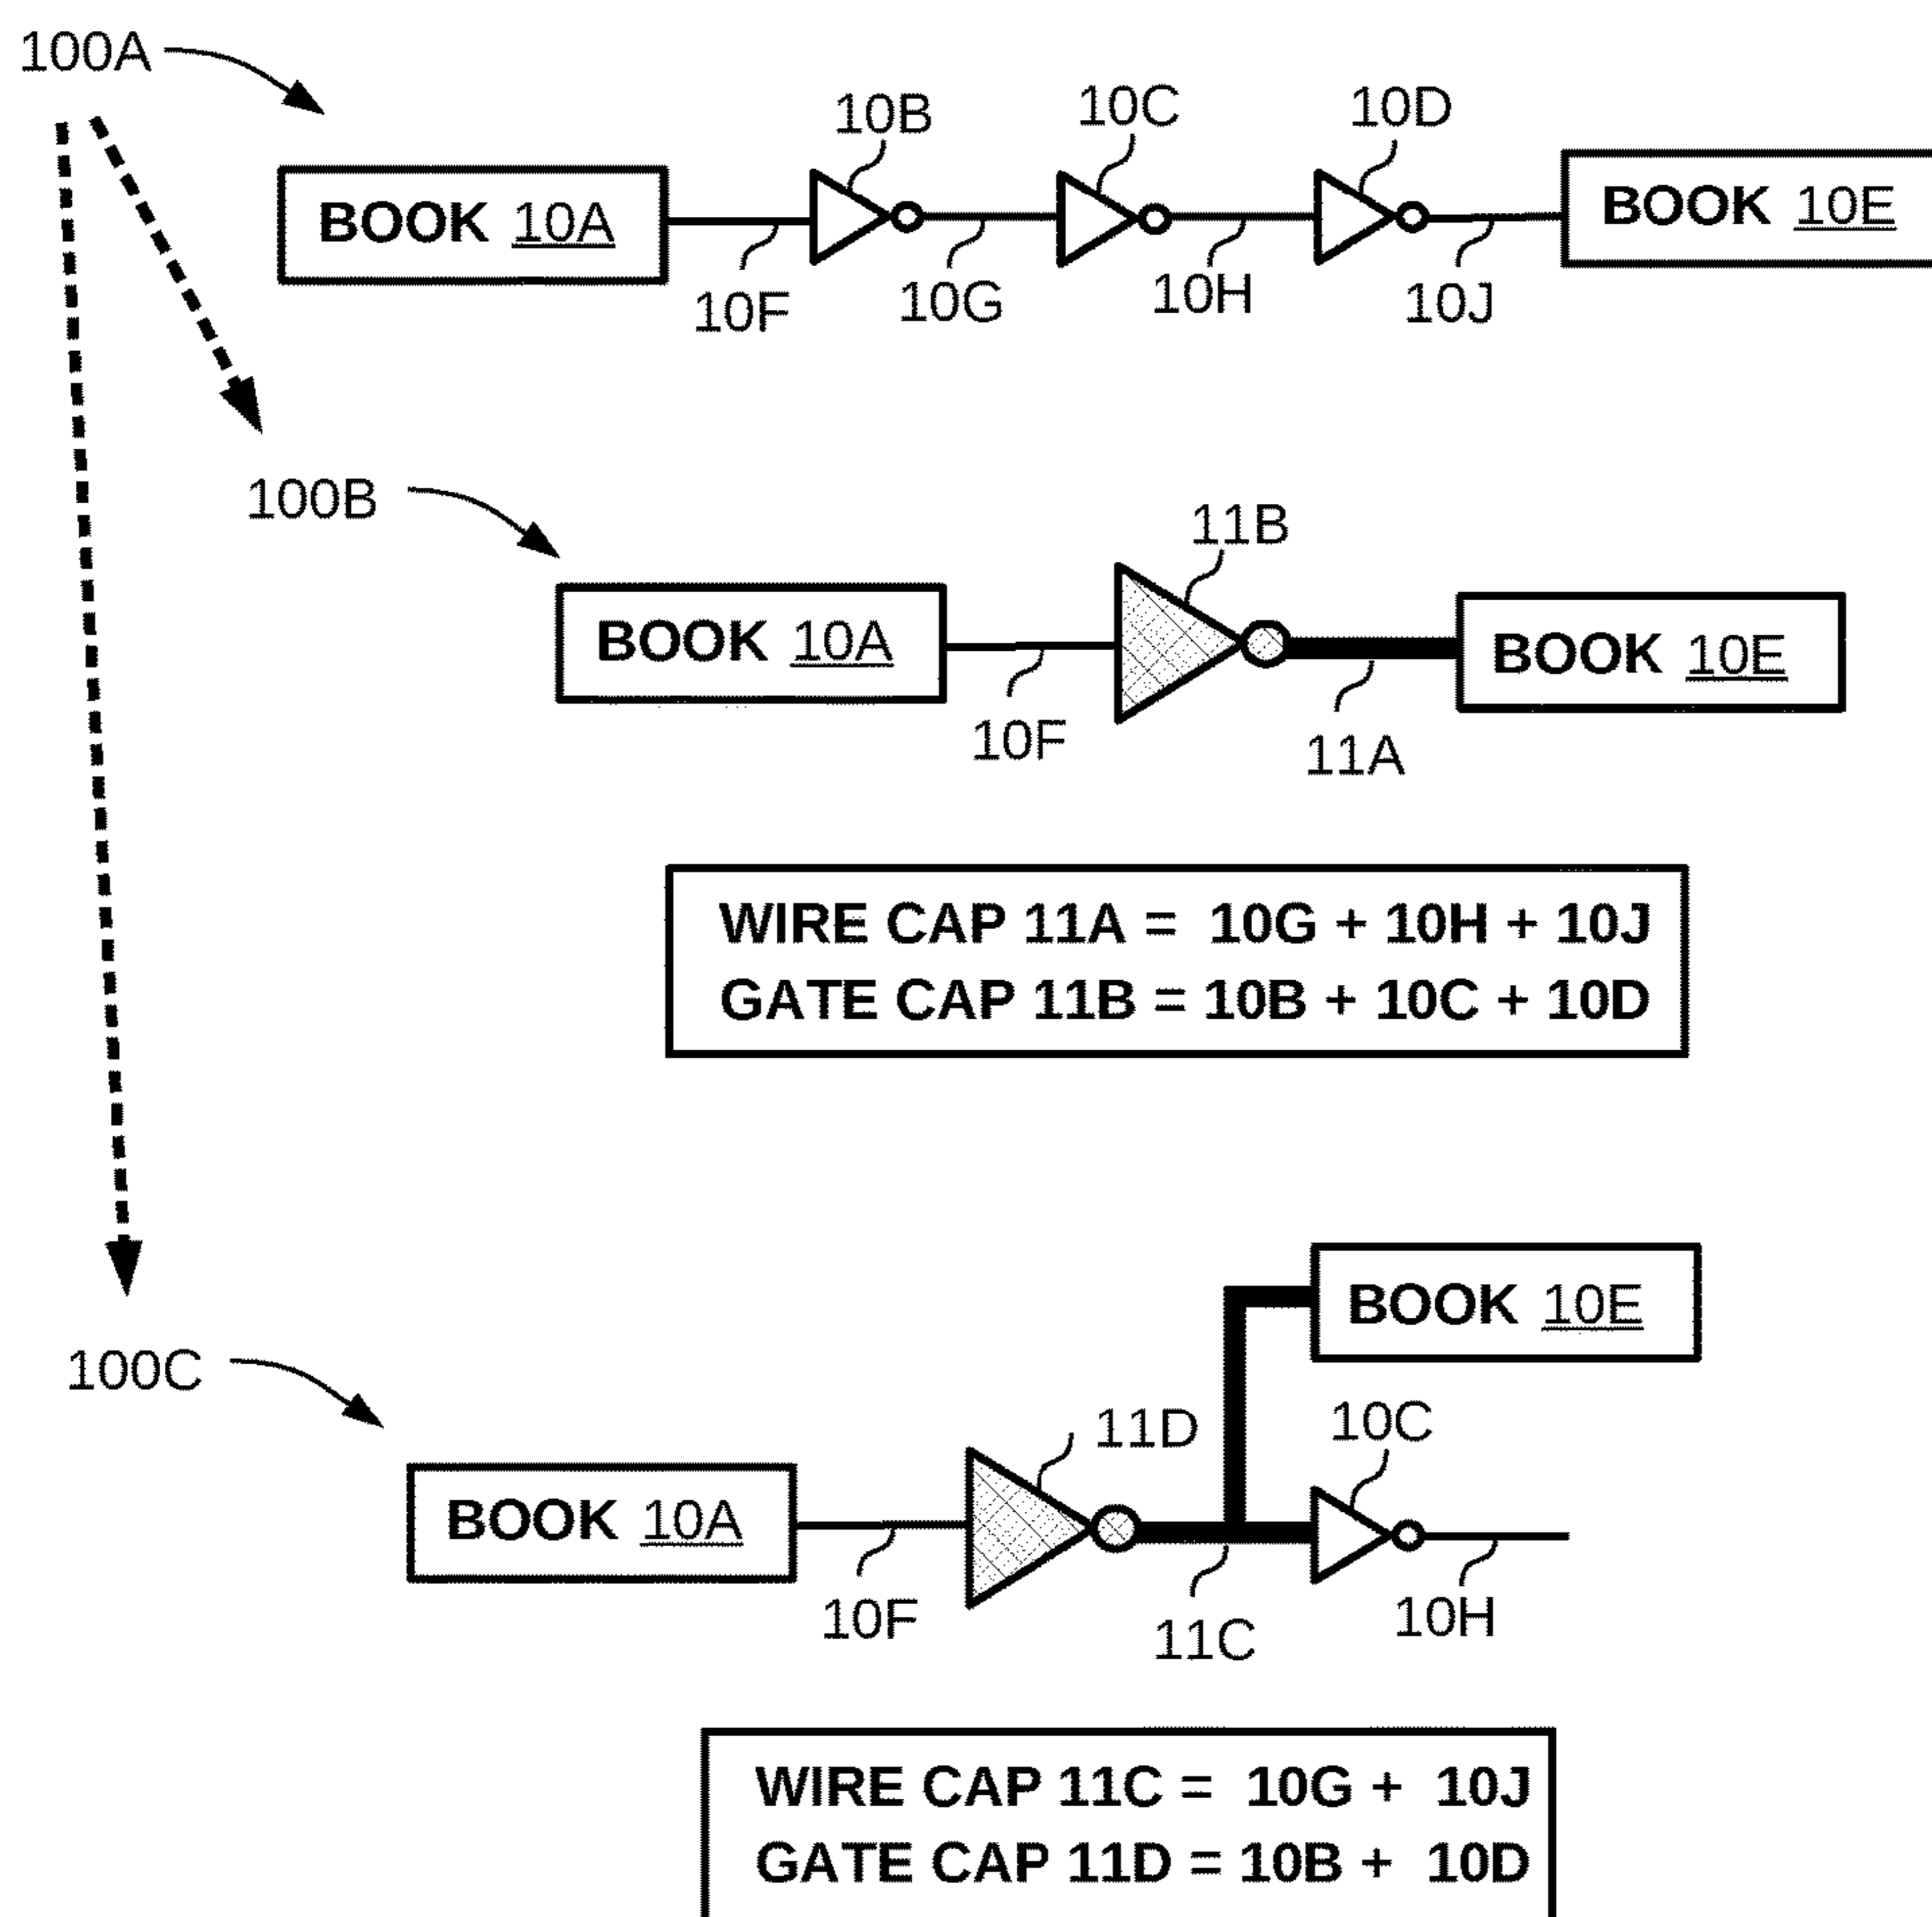 100A
10B 10C 10D
BOOK 10A BOOK 10E
10F 10G 10H 10J
100B
11B
BOOK 10A BOOK 10E
10F 11A
WIRE CAP 11A = 10G + 10H + 10J
GATE CAP 11B = 10B + 10C + 10D
BOOK 10E
100C
11D 10C
BOOK 10A
10F 11C 10H
WIRE CAP 11C = 10G + 10J
GATE CAP 11D = 10B + 10D